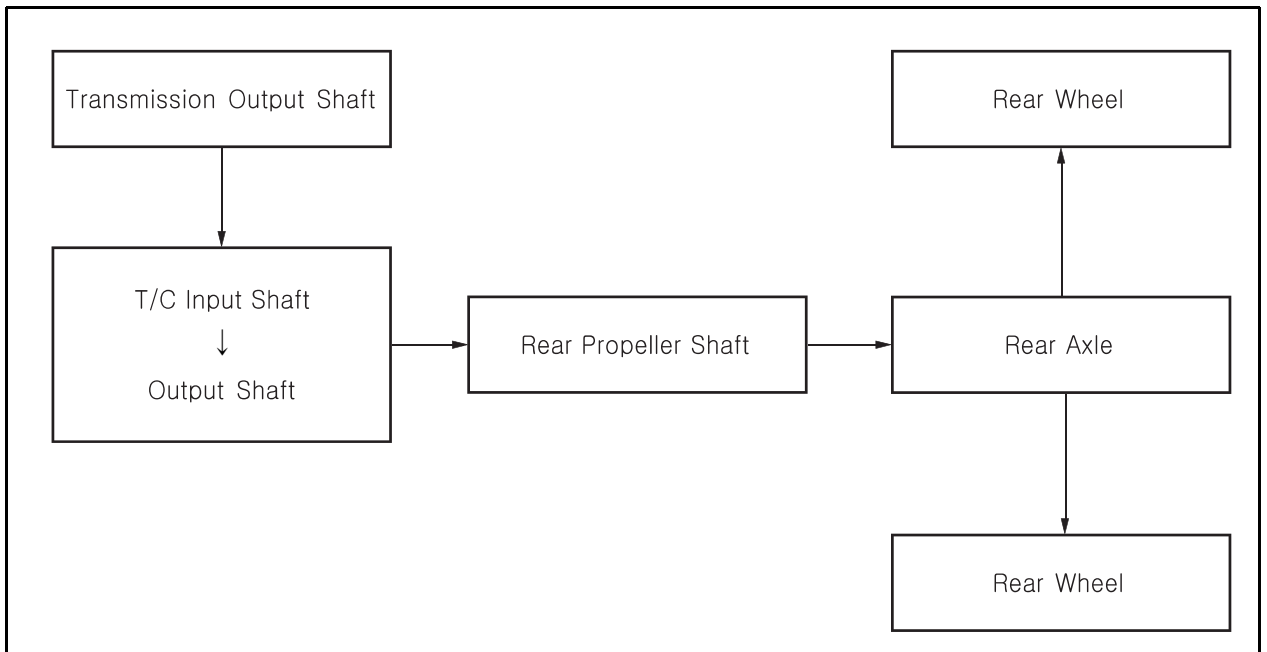 Transmission Output Shaft
T/C Input Shaft
↓
Output Shaft
Rear Propeller Shaft
Rear Wheel
Rear Axle
Rear Wheel